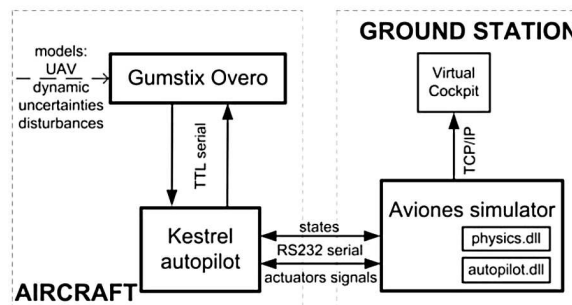 GROUND STATION
models:
UAV
dynamic
uncertainties
disturbances
Gumstix Overo
Virtual
Cockpit
TTL serial
TCP/IP
Kestrel
autopilot
states
RS232 serial
actuators signals
Aviones simulator
physics.dll
autopilot.dll
AIRCRAFT